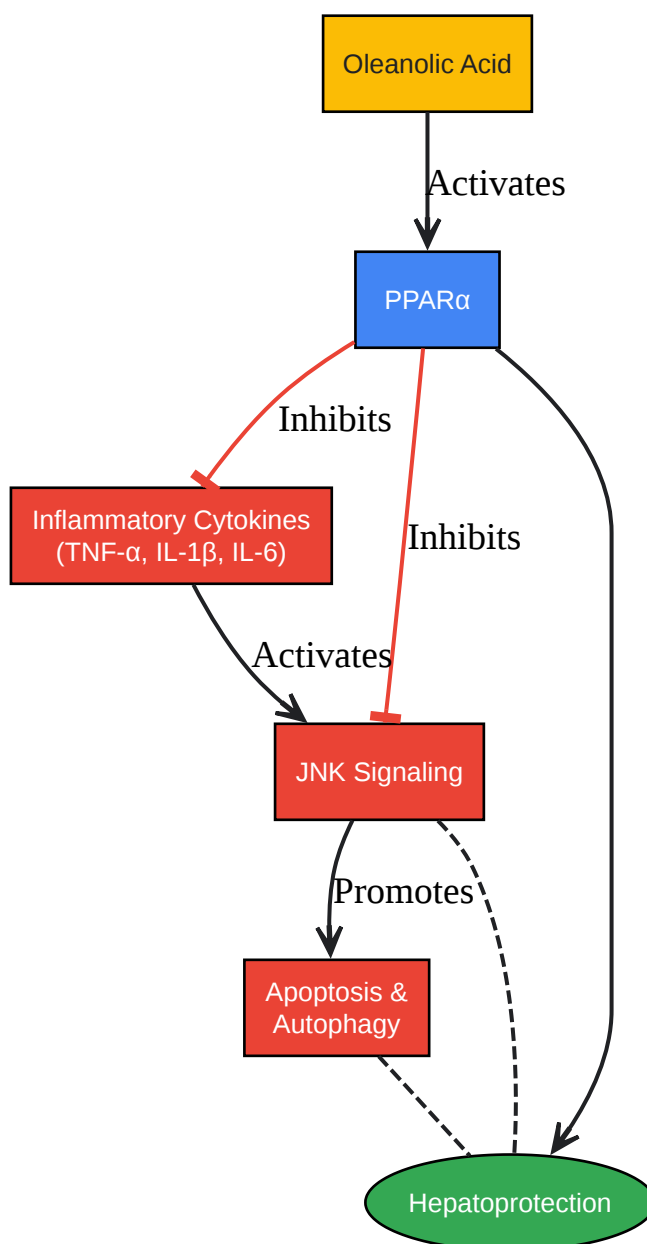 Oleanolic Acid
Activates
PPARα
Inhibits
Inflammatory Cytokines
(TNF-α, IL-1β, IL-6)
Inhibits
Activates
JNK Signaling
Promotes
Apoptosis &
Autophagy
Hepatoprotection